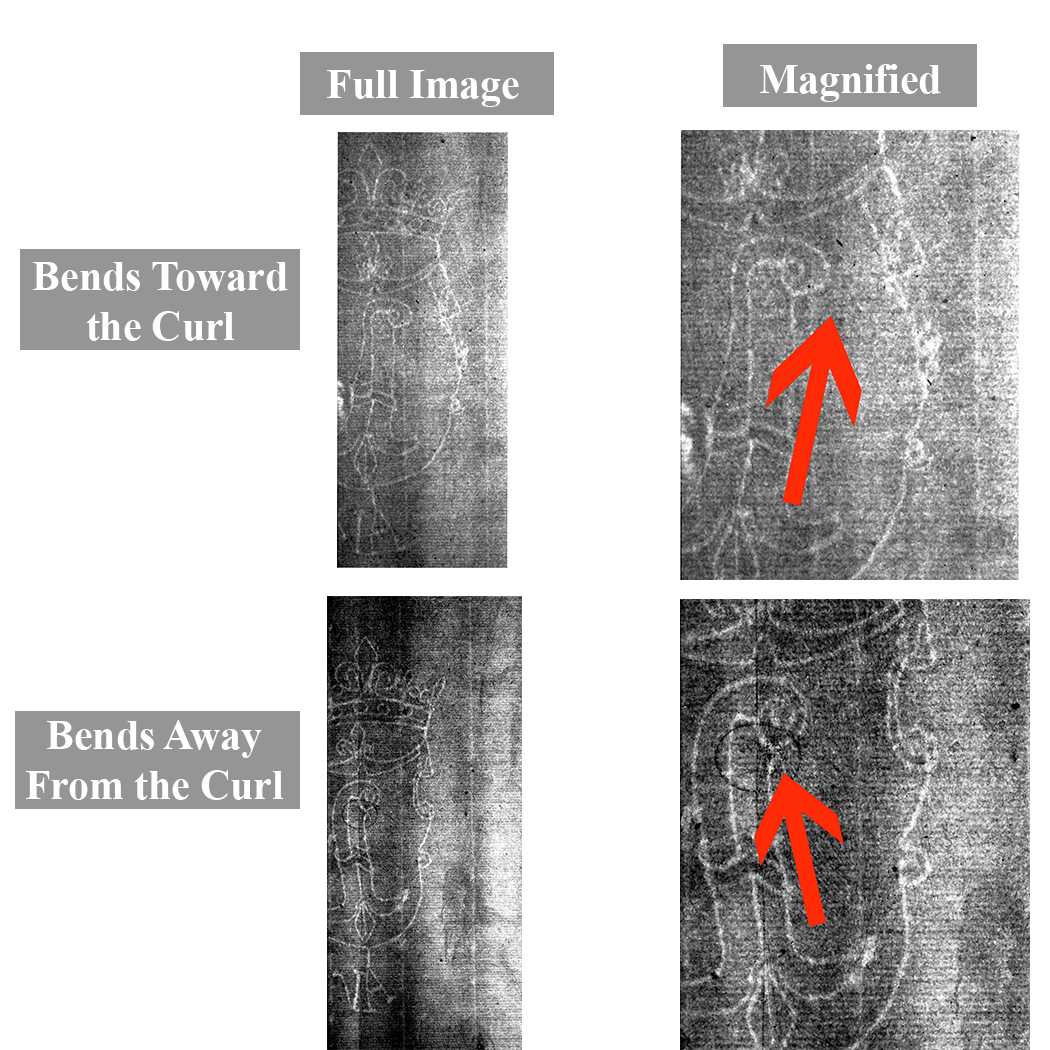 Full Image
Magnified
Bends Toward
the Curl
Bends Away
From the Curl